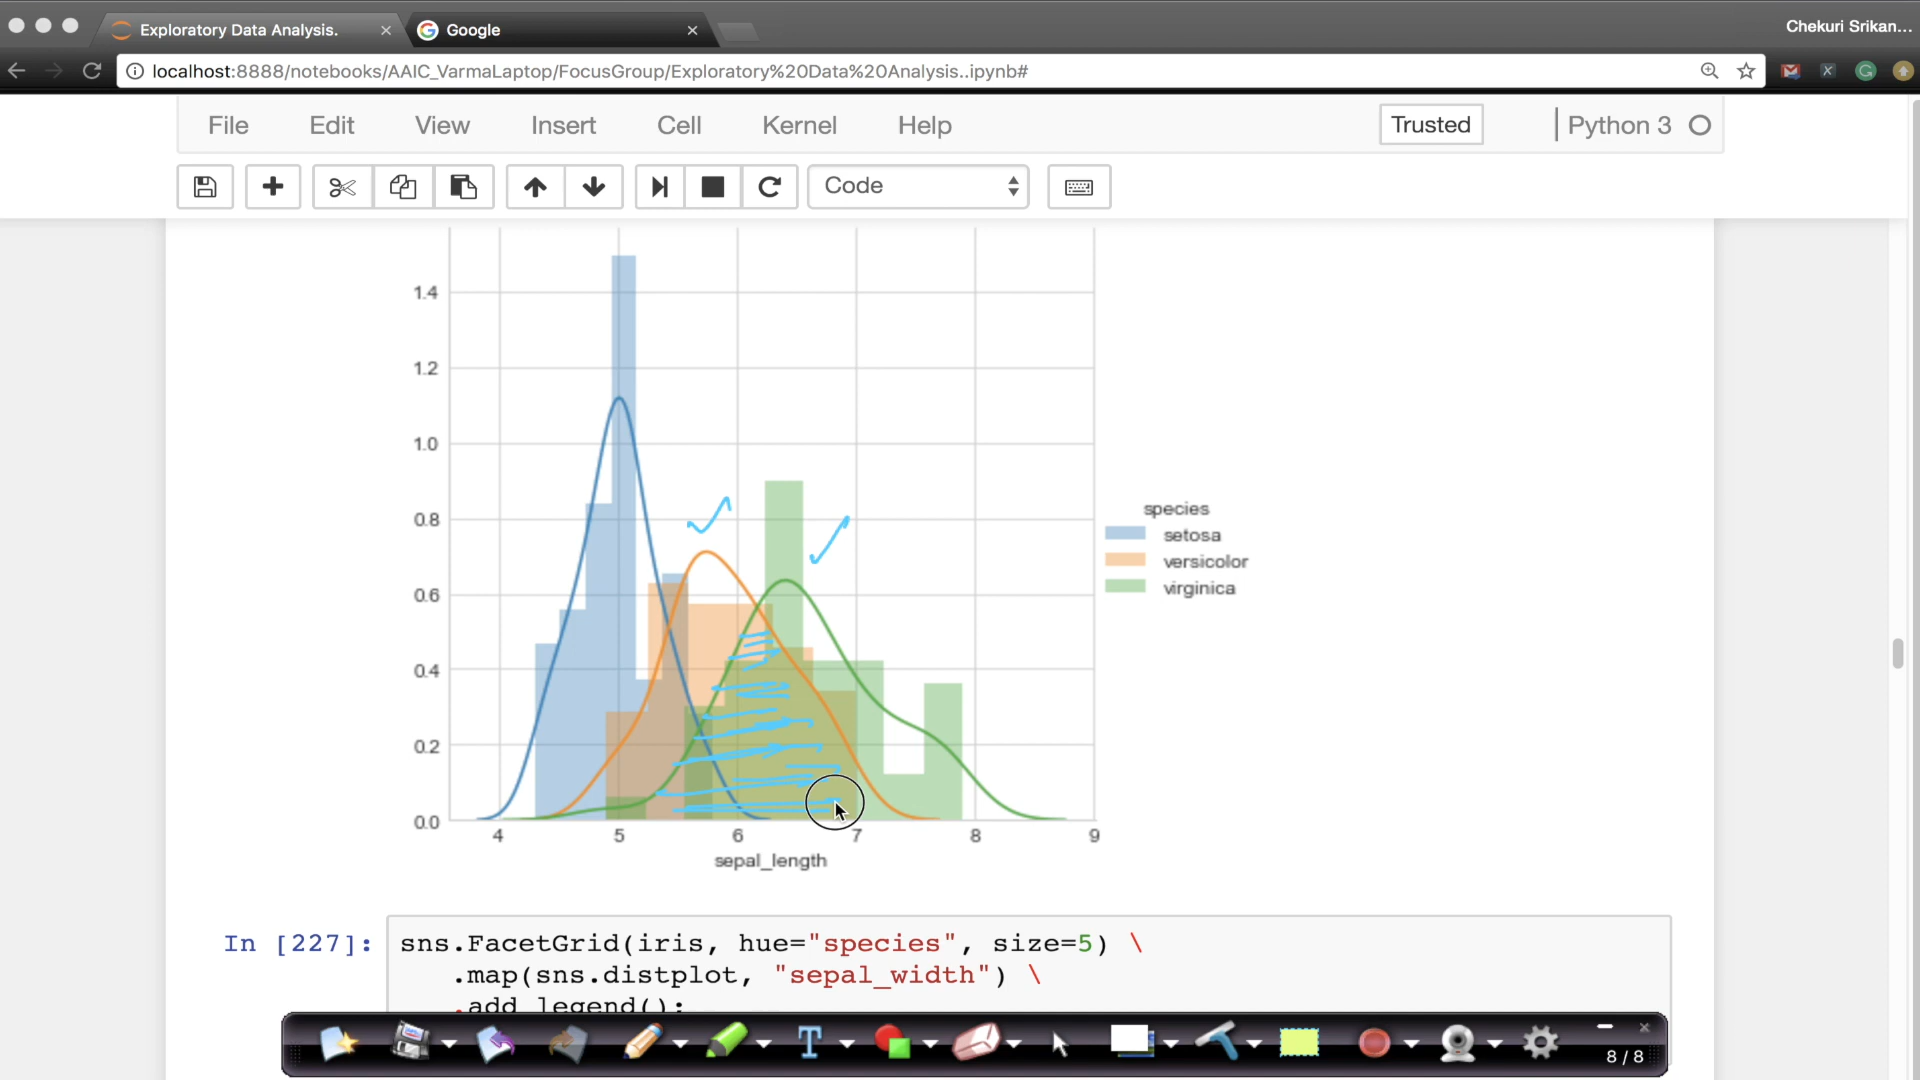 Exploratory Data Analysis.
Google
Chekuri Srikan...
localhost:8888/notebooks/AAIC_VarmaLaptop/FocusGroup/Exploratory%20Data%20Analysis..ipynb#
File Edit View Insert Cell Kernel Help
Trusted
Python 3
Code
1.4
1.2
1.0
0.8
0.6
0.4
0.2
0.0
4 5 6 7 8 9
sepal_length
species
setosa
versicolor
virginica
In [227]:
sns.FacetGrid(iris, hue="species", size=5) \
.map(sns.distplot, "sepal_width") \
.add_legend();
8 / 8